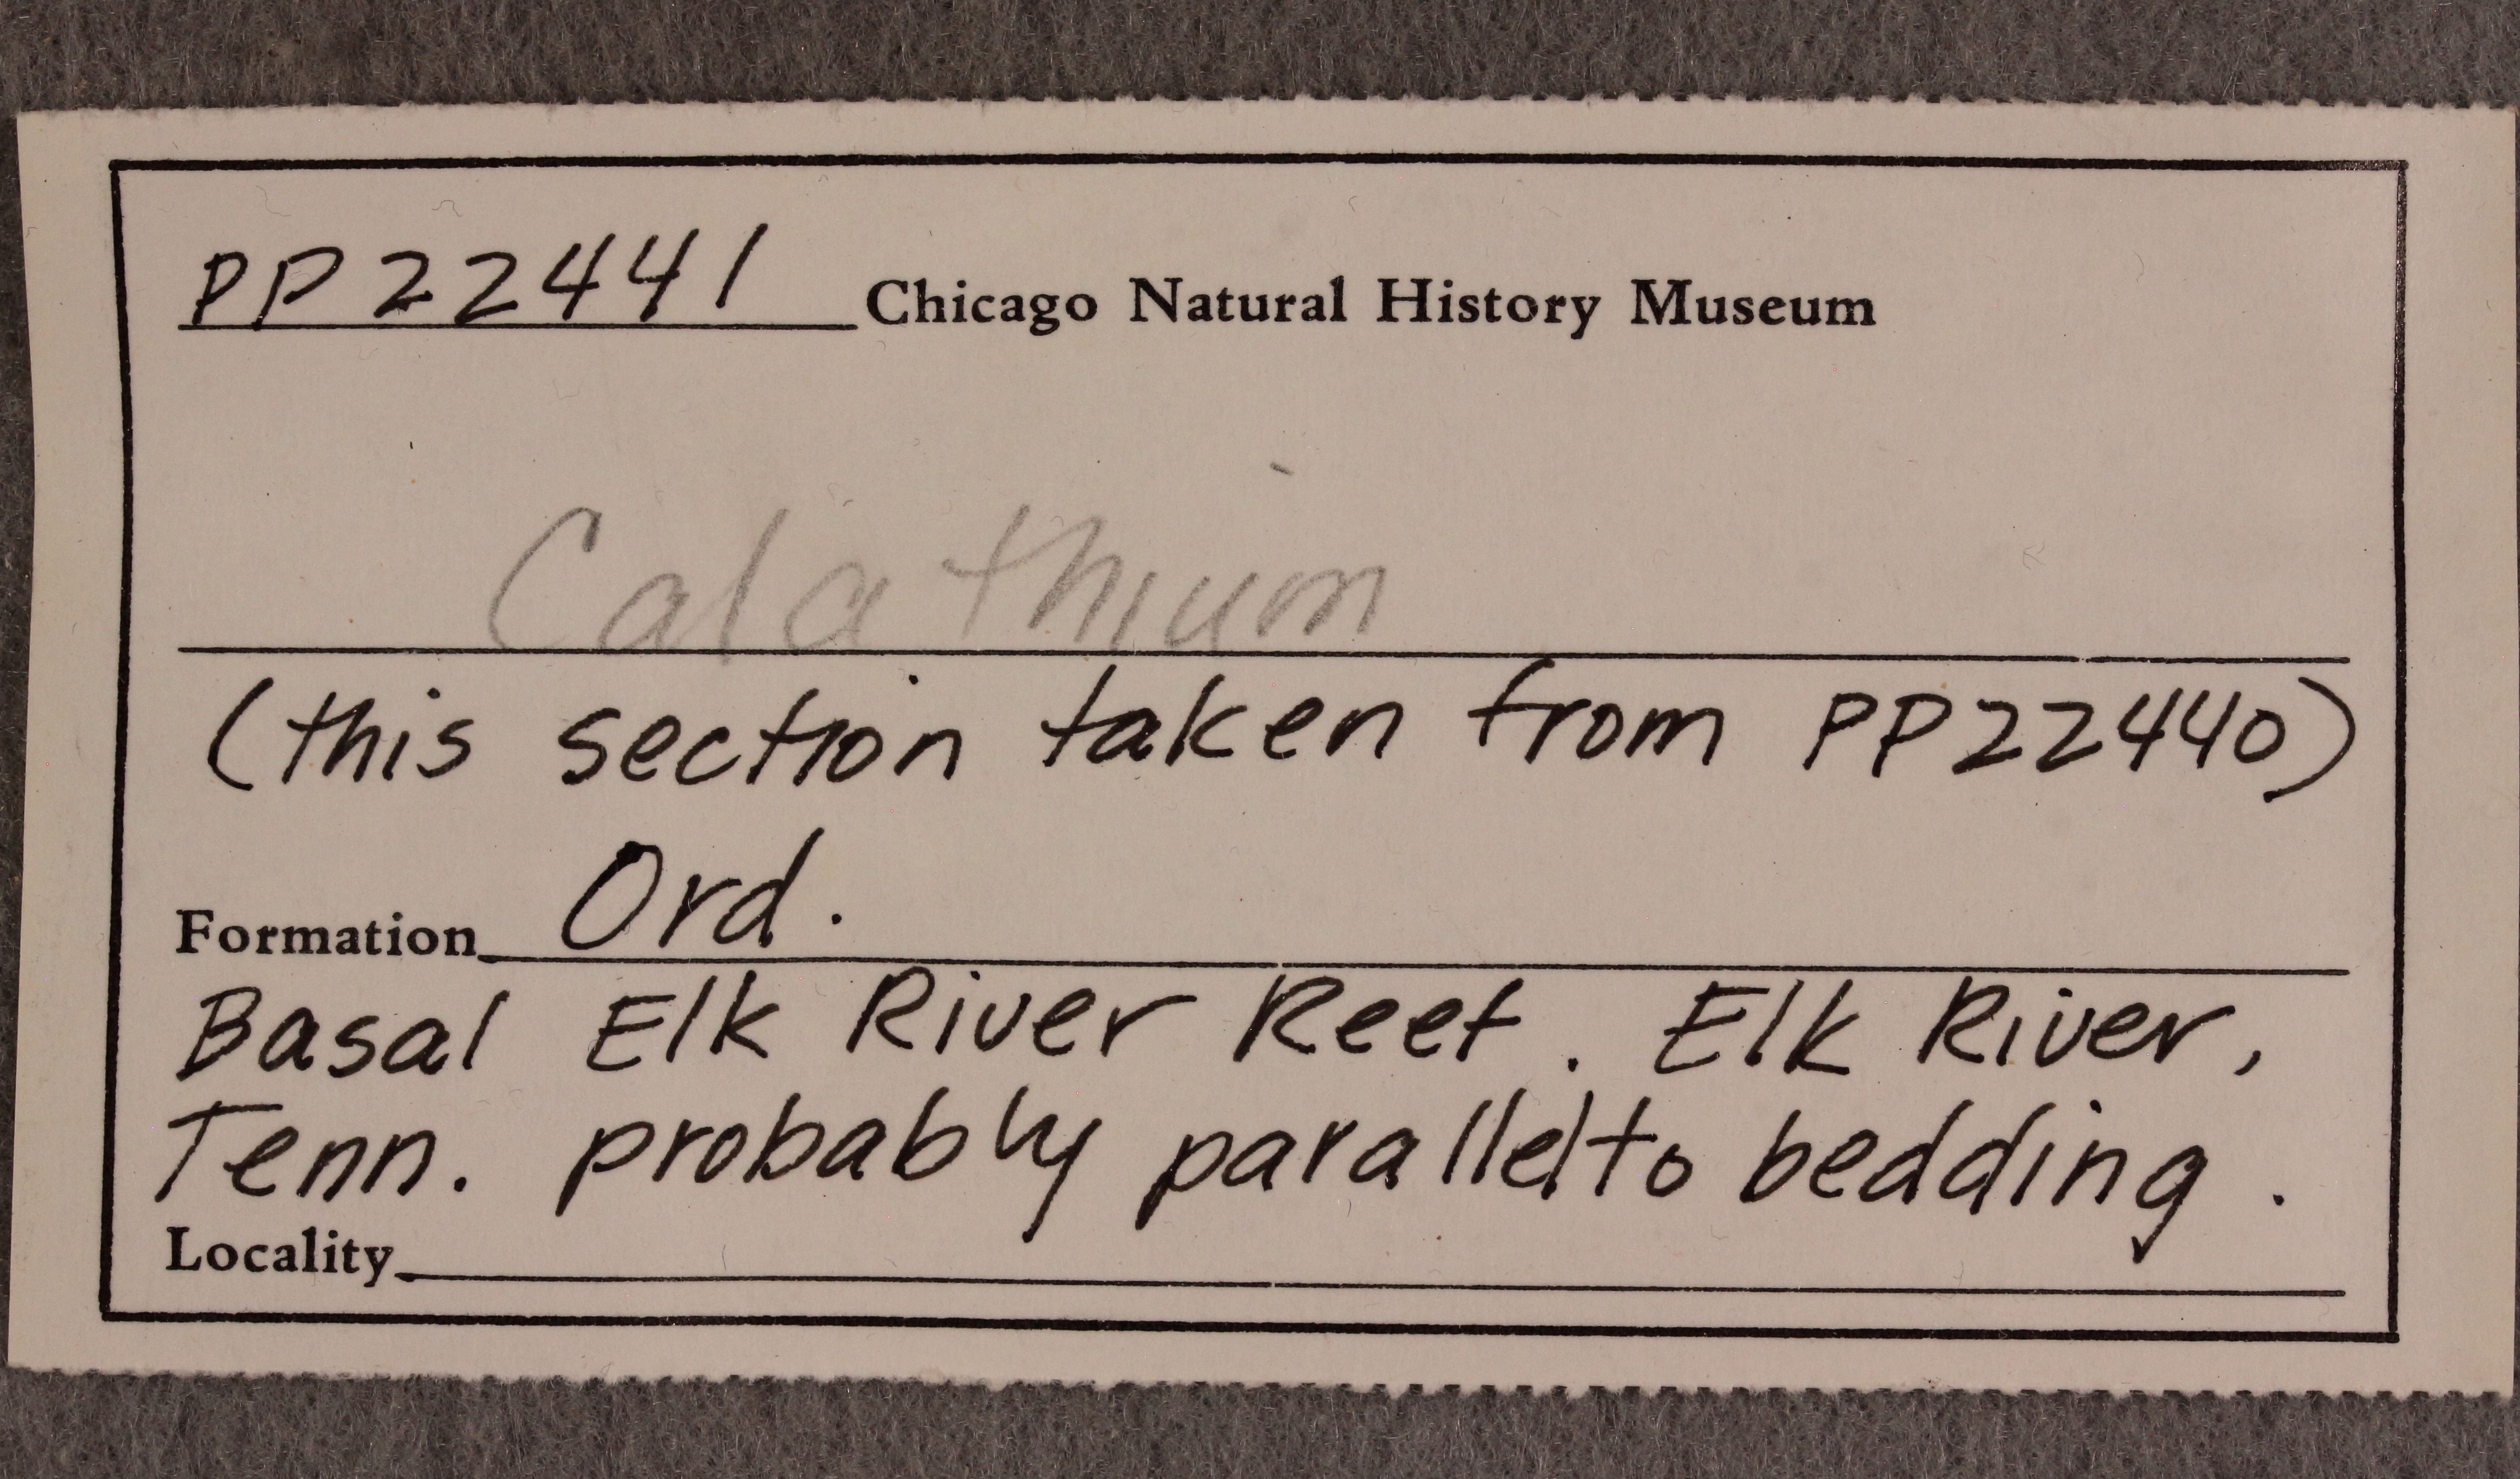 PP22441 Chicago Natural History Museum
Calathium
(this section taken from PP22440)
Formation Ord.
Basal Elk River Reef. Elk River,
Tenn. probably parallel to bedding.
Locality